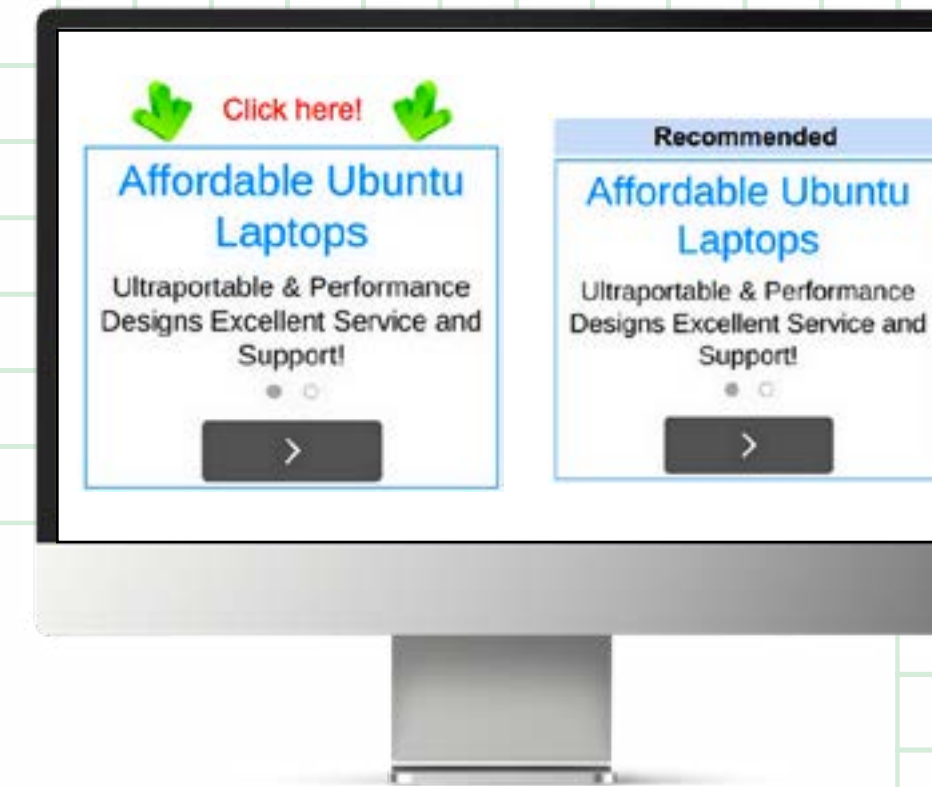 Click here!
Affordable Ubuntu
Laptops
Ultraportable & Performance
Designs Excellent Service and
Support!
Recommended
Affordable Ubuntu
Laptops
Ultraportable & Performance
Designs Excellent Service and
Support!